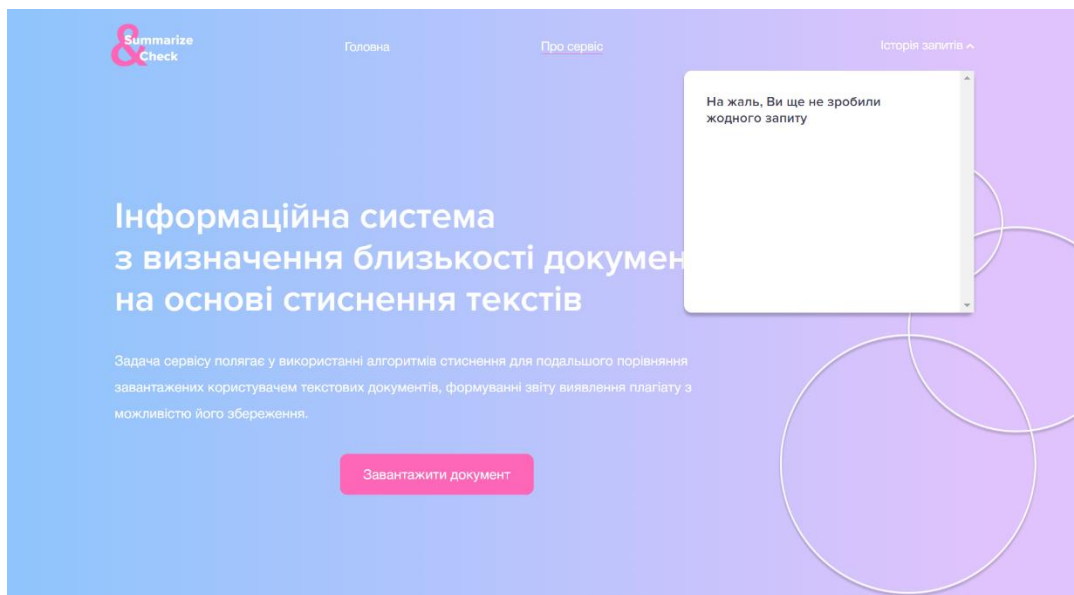 &
Summarize
Check
Головна
Про сервіс
Історія запитів
На жаль, Ви ще не зробили
жодного запиту
Інформаційна система
з визначення близькості докумен
на основі стиснення текстів
Задача сервісу полягає у використанні алгоритмів стиснення для подальшого порівняння
завантажених користувачем текстових документів, формуванні звіту виявлення плагіату з
можливістю його збереження.
Завантажити документ